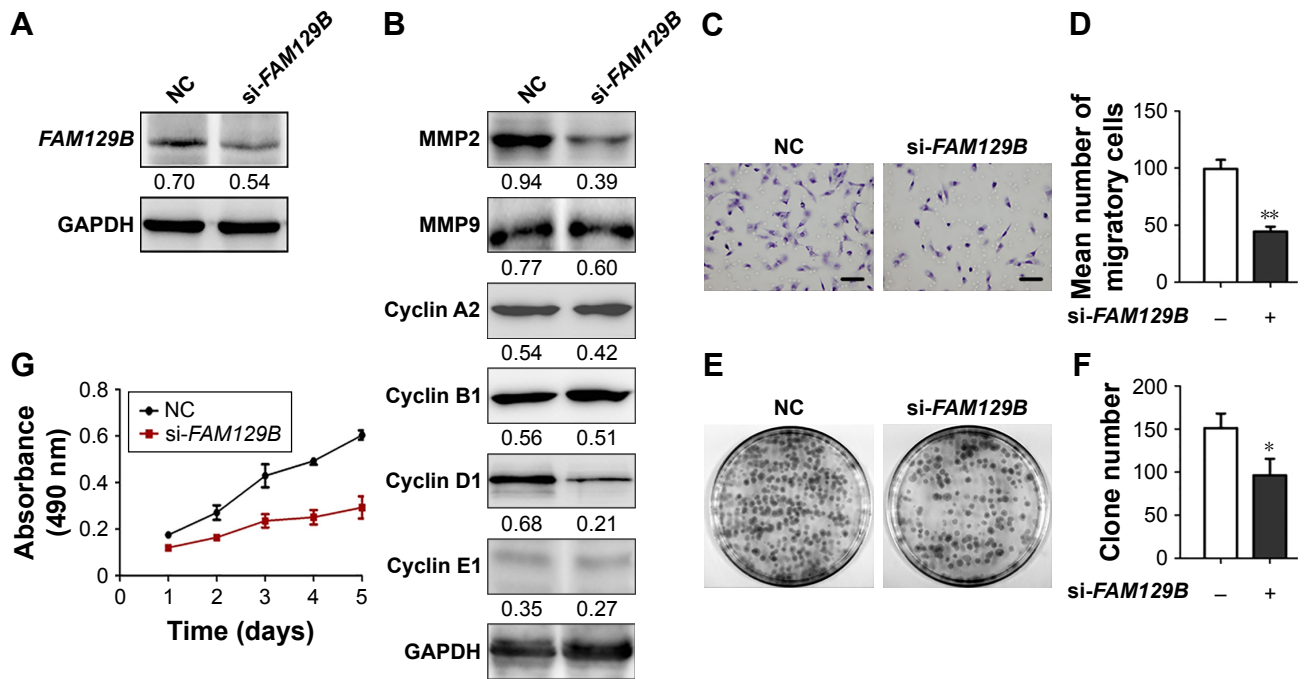 A
NC
si-FAM129B
FAM129B
0.70 0.54
GAPDH
B
NC
si-FAM129B
MMP2
0.94 0.39
MMP9
0.77 0.60
Cyclin A2
0.54 0.42
Cyclin B1
0.56 0.51
Cyclin D1
0.68 0.21
Cyclin E1
0.35 0.27
GAPDH
C
NC si-FAM129B
D
Mean number of
migratory cells
150
100
50
0
**
si-FAM129B – +
E
NC si-FAM129B
F
Clone number
200
150
100
50
0
*
si-FAM129B – +
G
Absorbance
(490 nm)
0.8
0.6
0.4
0.2
0
NC
si-FAM129B
0 1 2 3 4 5
Time (days)